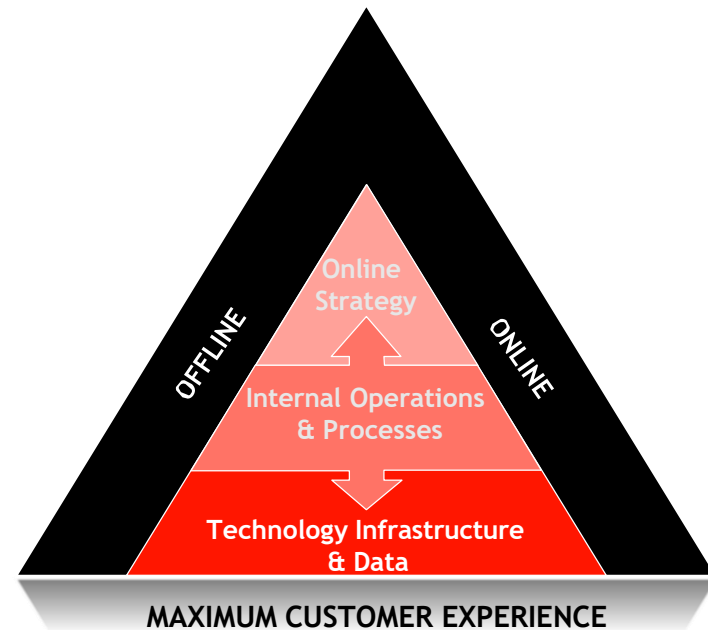 Online
Strategy
OFFLINE
ONLINE
Internal Operations
& Processes
Technology Infrastructure
& Data
MAXIMUM CUSTOMER EXPERIENCE